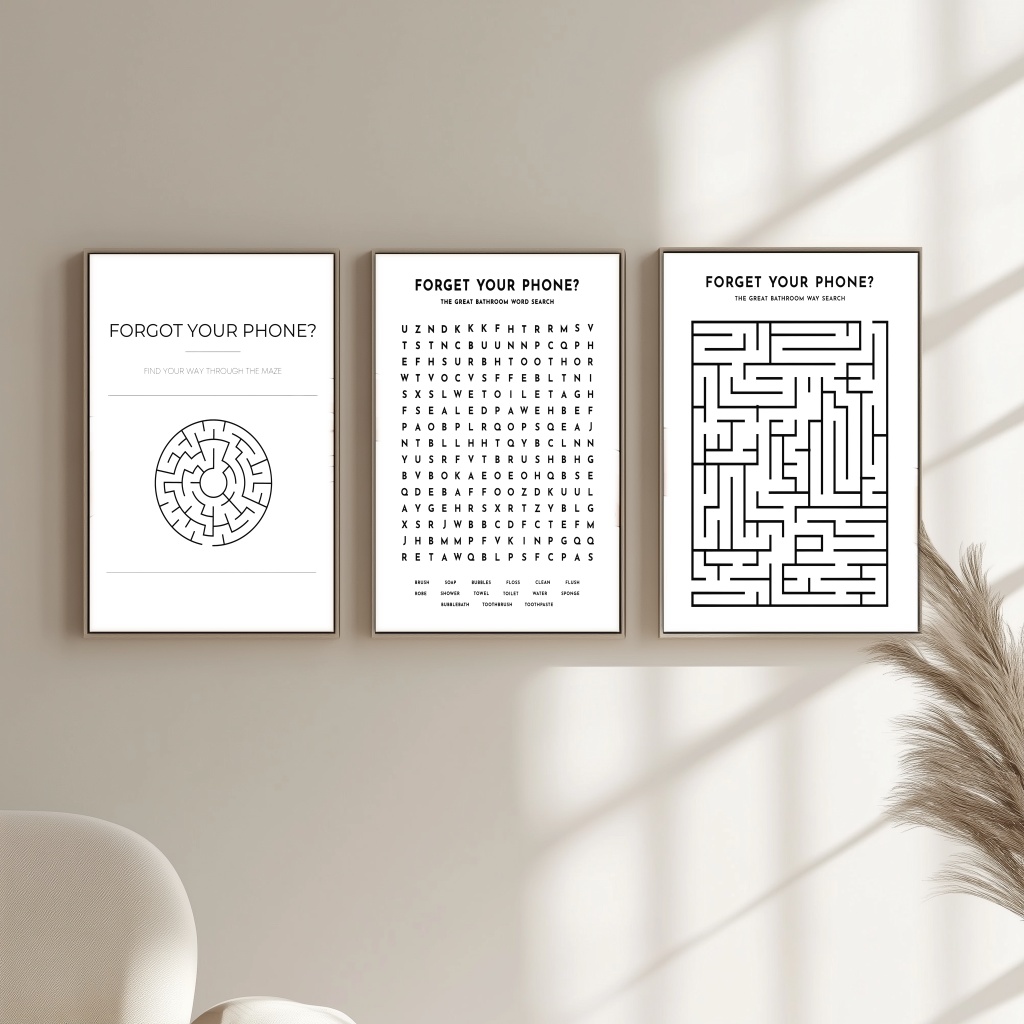 FORGOT YOUR PHONE?
FIND YOUR WAY THROUGH THE MAZE
FORGET YOUR PHONE?
THE GREAT BATHROOM WORD SEARCH
U Z N D K K K F H T R R M S V
T S T N C B U U N N P C Q P H
E F H S U R B H T O O T H O R
W T V O C V S F F E B L T N I
S X S L W E T O I L E T A G H
F S E A L E D P A W E H B E F
P A O B P L R Q O P S Q E A J
N T B L L H H T Q Y B C L N N
Y U S R F V T B R U S H B H G
B V B O K A E O E O H Q B S E
Q D E B A F F O O Z D K U U L
A Y G E H R S X R T Z Y B L G
X S R J W B B C D F C T E F M
J H B M M P F V K I N P G Q Q
R E T A W Q B L P S F C P A S
BRUSH SOAP BUBBLES FLOSS CLEAN FLUSH
ROBE SHOWER TOWEL TOILET WATER SPONGE
BUBBLEBATH TOOTHBRUSH TOOTHPASTE
FORGET YOUR PHONE?
THE GREAT BATHROOM WAY SEARCH